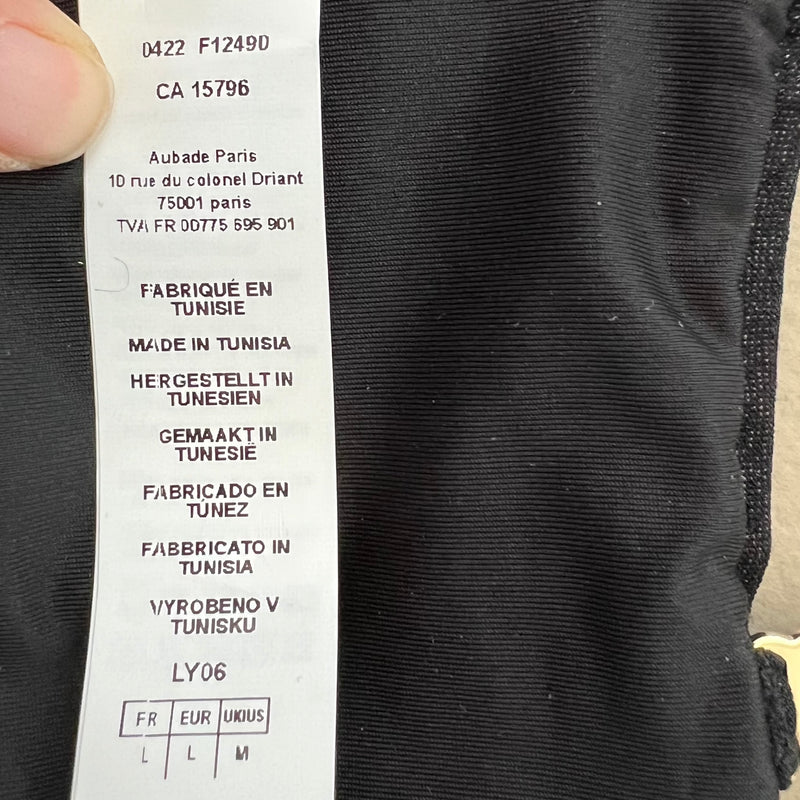 0422 F12490
CA 15796
Aubade Paris
10 rue du colonel Driant
75001 paris
TVA FR 00775 695 901
FABRIQUÉ EN
TUNISIE
MADE IN TUNISIA
HERGESTELLT IN
TUNESIEN
GEMAAKT IN
TUNESIË
FABRICADO EN
TÚNEZ
FABBRICATO IN
TUNISIA
VYROBENO V
TUNISKU
LY06
FR EUR UK/US
L L M